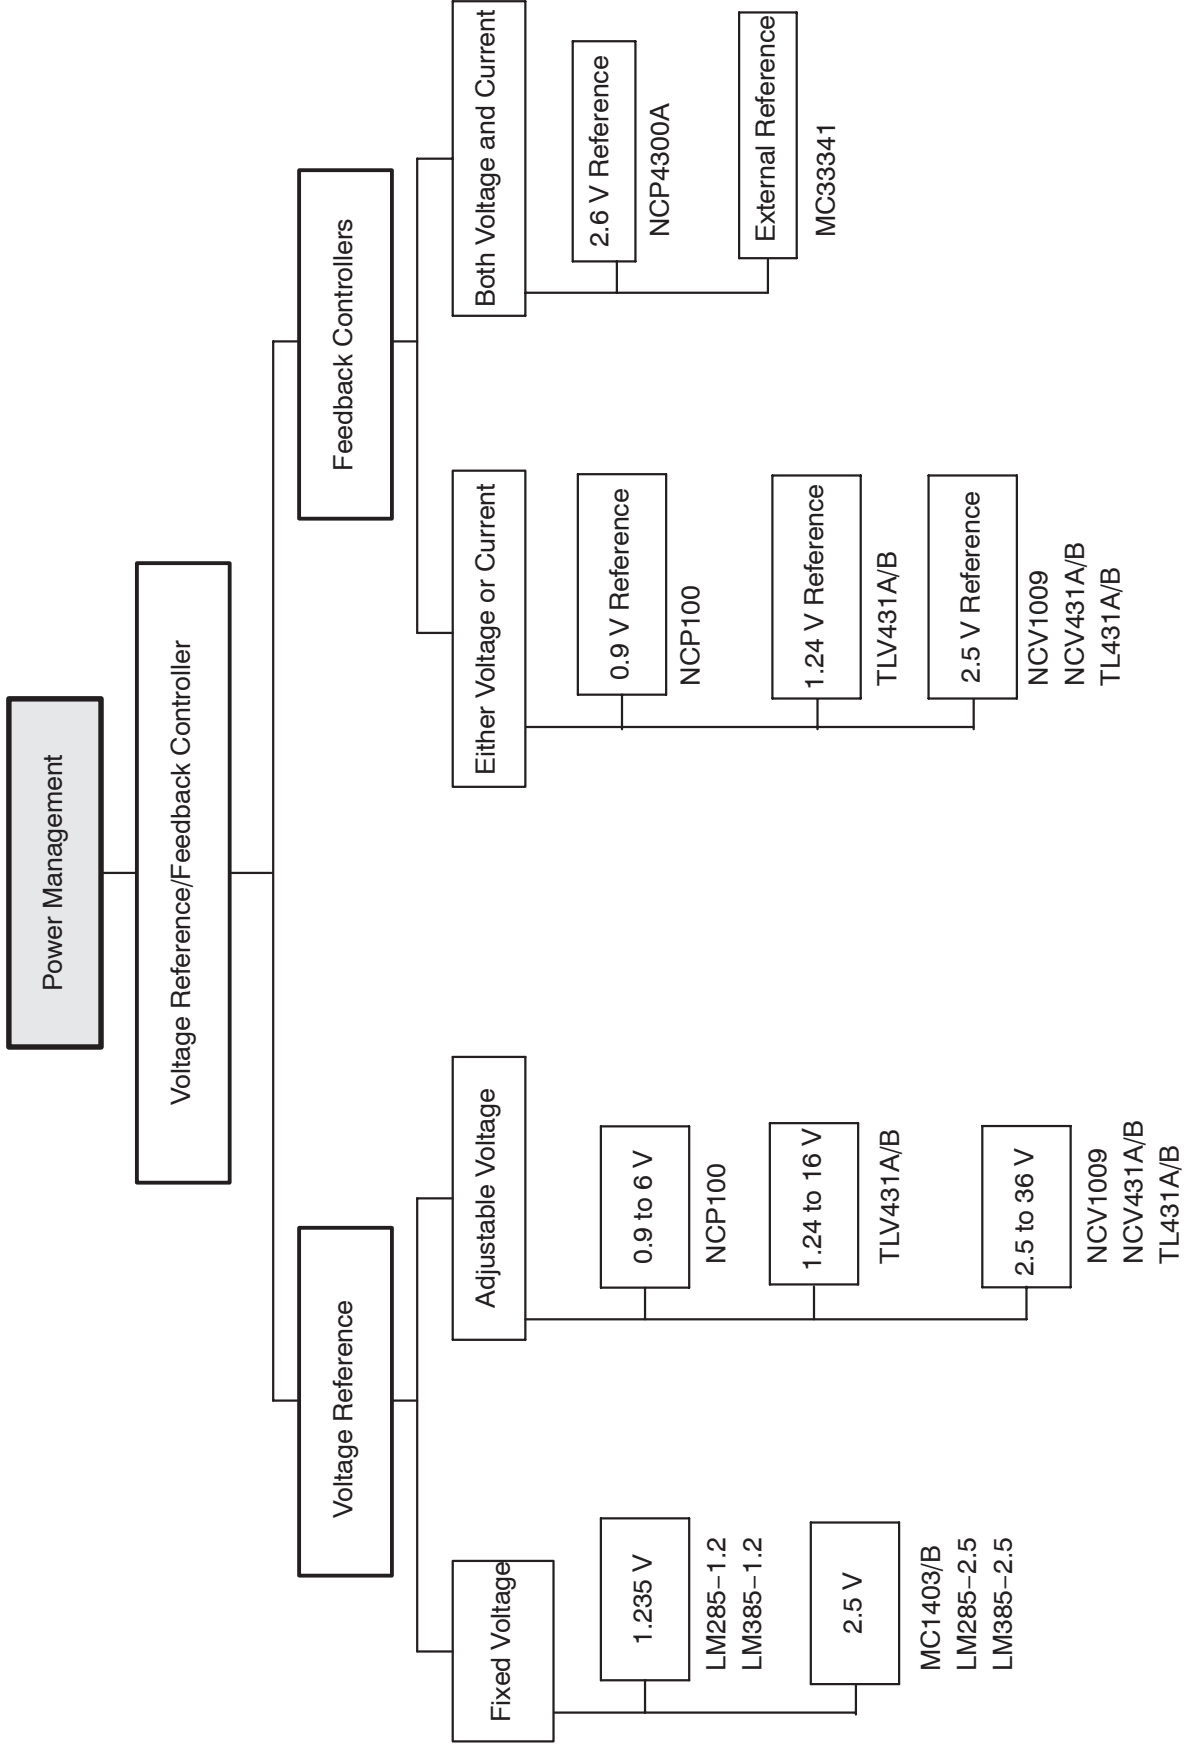 Power Management
Voltage Reference/Feedback Controller
Voltage Reference
Fixed Voltage
1.235 V
LM285−1.2
LM385−1.2
2.5 V
MC1403/B
LM285−2.5
LM385−2.5
Adjustable Voltage
0.9 to 6 V
NCP100
1.24 to 16 V
TLV431A/B
2.5 to 36 V
NCV1009
NCV431A/B
TL431A/B
Feedback Controllers
Either Voltage or Current
0.9 V Reference
NCP100
1.24 V Reference
TLV431A/B
2.5 V Reference
NCV1009
NCV431A/B
TL431A/B
Both Voltage and Current
2.6 V Reference
NCP4300A
External Reference
MC33341